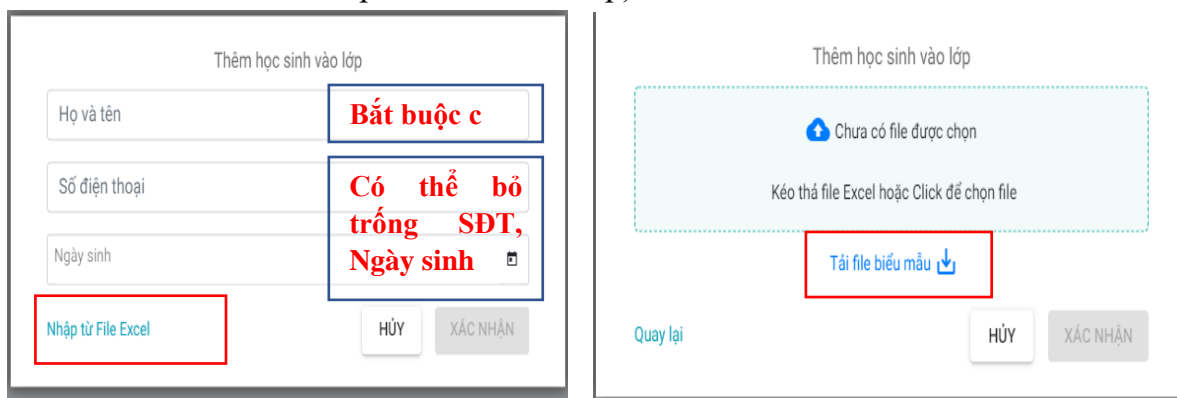 Thêm học sinh vào lớp
Họ và tên
Bắt buộc c
Số điện thoại
Có thể bỏ
trống SĐT,
Ngày sinh
Ngày sinh
Nhập từ File Excel
HỦY
XÁC NHẬN
Thêm học sinh vào lớp
Chưa có file được chọn
Kéo thả file Excel hoặc Click để chọn file
Tải file biểu mẫu
Quay lại
HỦY
XÁC NHẬN